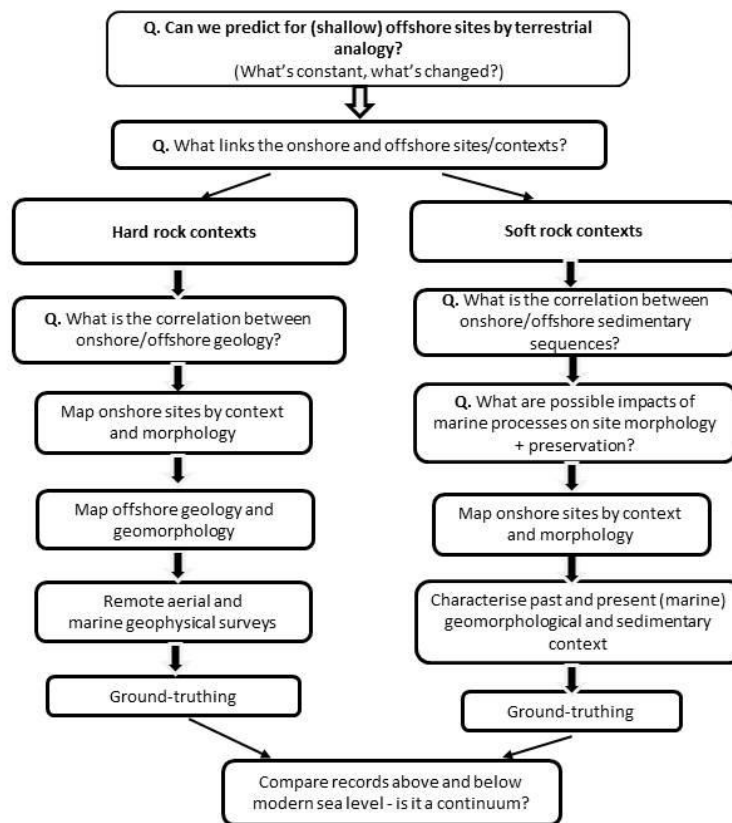 Q. Can we predict for (shallow) offshore sites by terrestrial
analogy?
(What's constant, what's changed?)
Q. What links the onshore and offshore sites/contexts?
Hard rock contexts
Q. What is the correlation between
onshore/offshore geology?
Map onshore sites by context
and morphology
Map offshore geology and
geomorphology
Remote aerial and
marine geophysical surveys
Ground-truthing
Soft rock contexts
Q. What is the correlation between
onshore/offshore sedimentary
sequences?
Q. What are possible impacts of
marine processes on site morphology
+ preservation?
Map onshore sites by context
and morphology
Characterise past and present (marine)
geomorphological and sedimentary
context
Ground-truthing
Compare records above and below
modern sea level - is it a continuum?